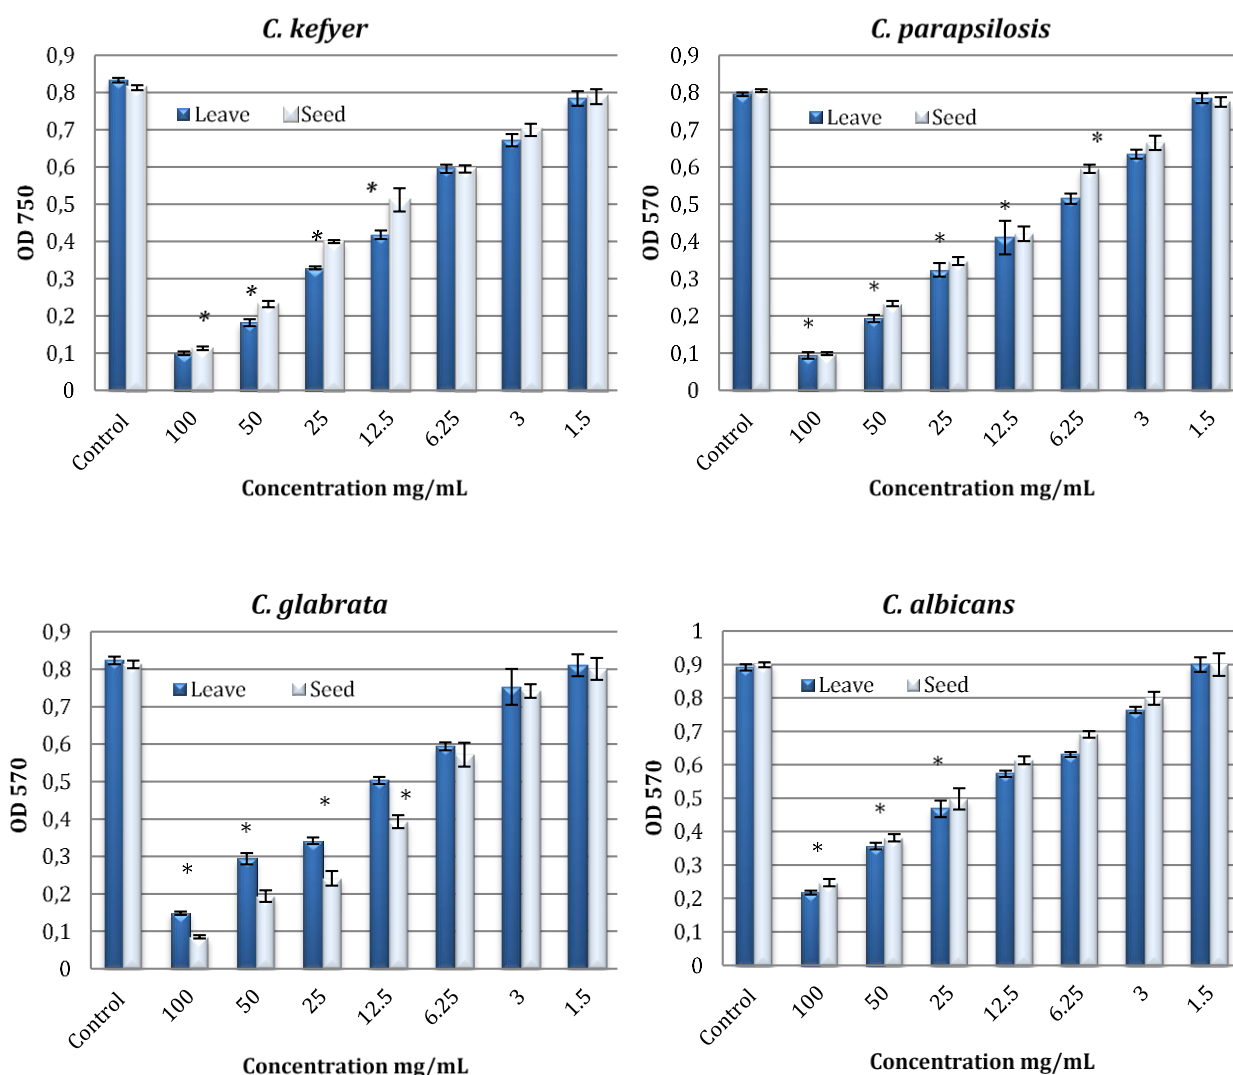 C. kefyer
0,9
0,8
0,7
0,6
0,5
0,4
0,3
0,2
0,1
0
OD 750
Leave Seed
* * * *
Control 100 50 25 12.5 6.25 3 1.5
Concentration mg/mL
C. parapsilosis
0,9
0,8
0,7
0,6
0,5
0,4
0,3
0,2
0,1
0
OD 570
Leave Seed
* * * * *
Control 100 50 25 12.5 6.25 3 1.5
Concentration mg/mL
C. glabrata
0,9
0,8
0,7
0,6
0,5
0,4
0,3
0,2
0,1
0
OD 570
Leave Seed
* * * *
Control 100 50 25 12.5 6.25 3 1.5
Concentration mg/mL
C. albicans
1
0,9
0,8
0,7
0,6
0,5
0,4
0,3
0,2
0,1
0
OD 570
Leave Seed
* * *
Control 100 50 25 12.5 6.25 3 1.5
Concentration mg/mL